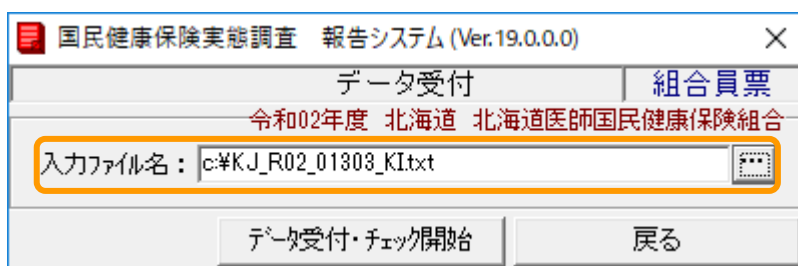 国民健康保険実態調査 報告システム (Ver.19.0.0.0)
データ受付 組合員票
令和02年度 北海道 北海道医師国民健康保険組合
入力ファイル名: c:¥KJ_R02_01303_KI.txt ...
データ受付・チェック開始 戻る